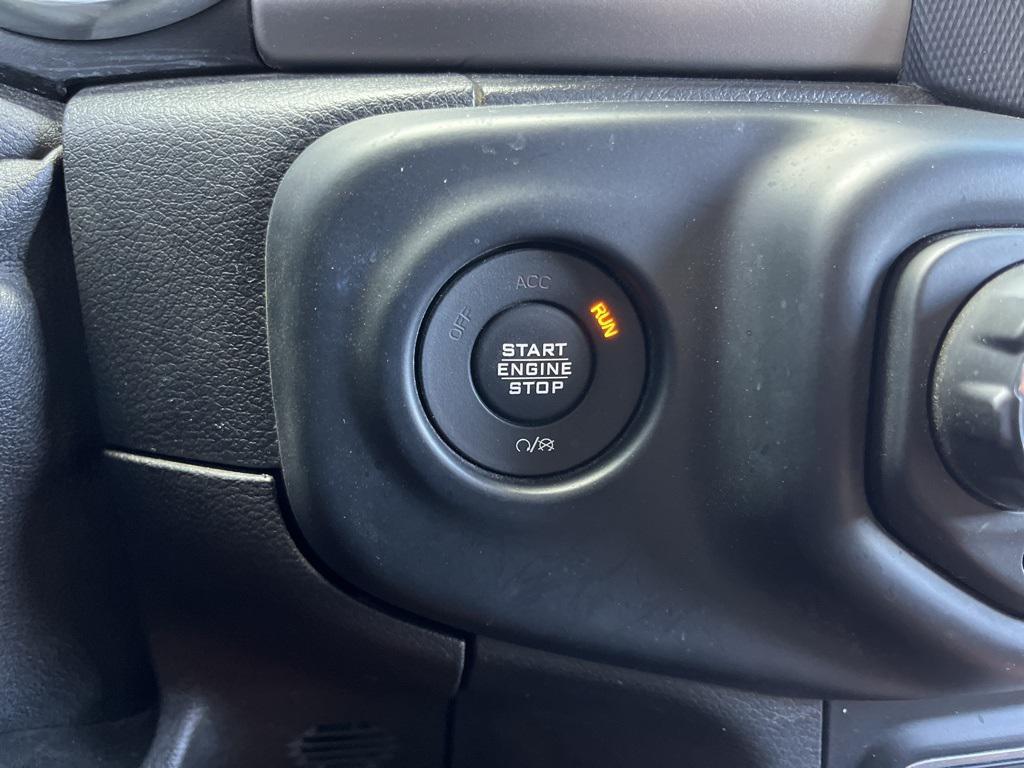 ACC
OFF
RUN
START
ENGINE
STOP